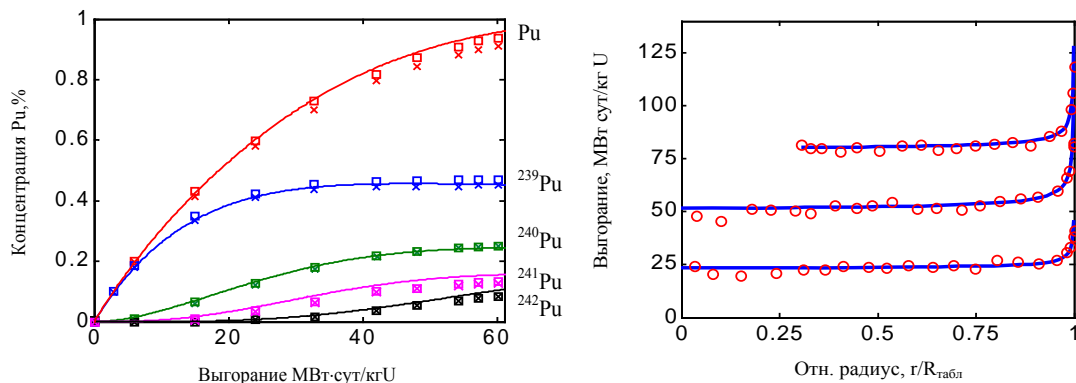 Концентрация Pu,%
1
0.8
0.6
0.4
0.2
0
0
20
40
60
Выгорание МВт·сут/кгU
Pu
²³⁹Pu
²⁴⁰Pu
²⁴¹Pu
²⁴²Pu
Выгорание, МВт сут/кг U
125
100
75
50
25
0
0
0.25
0.5
0.75
1
Отн. радиус, r/Rтабл